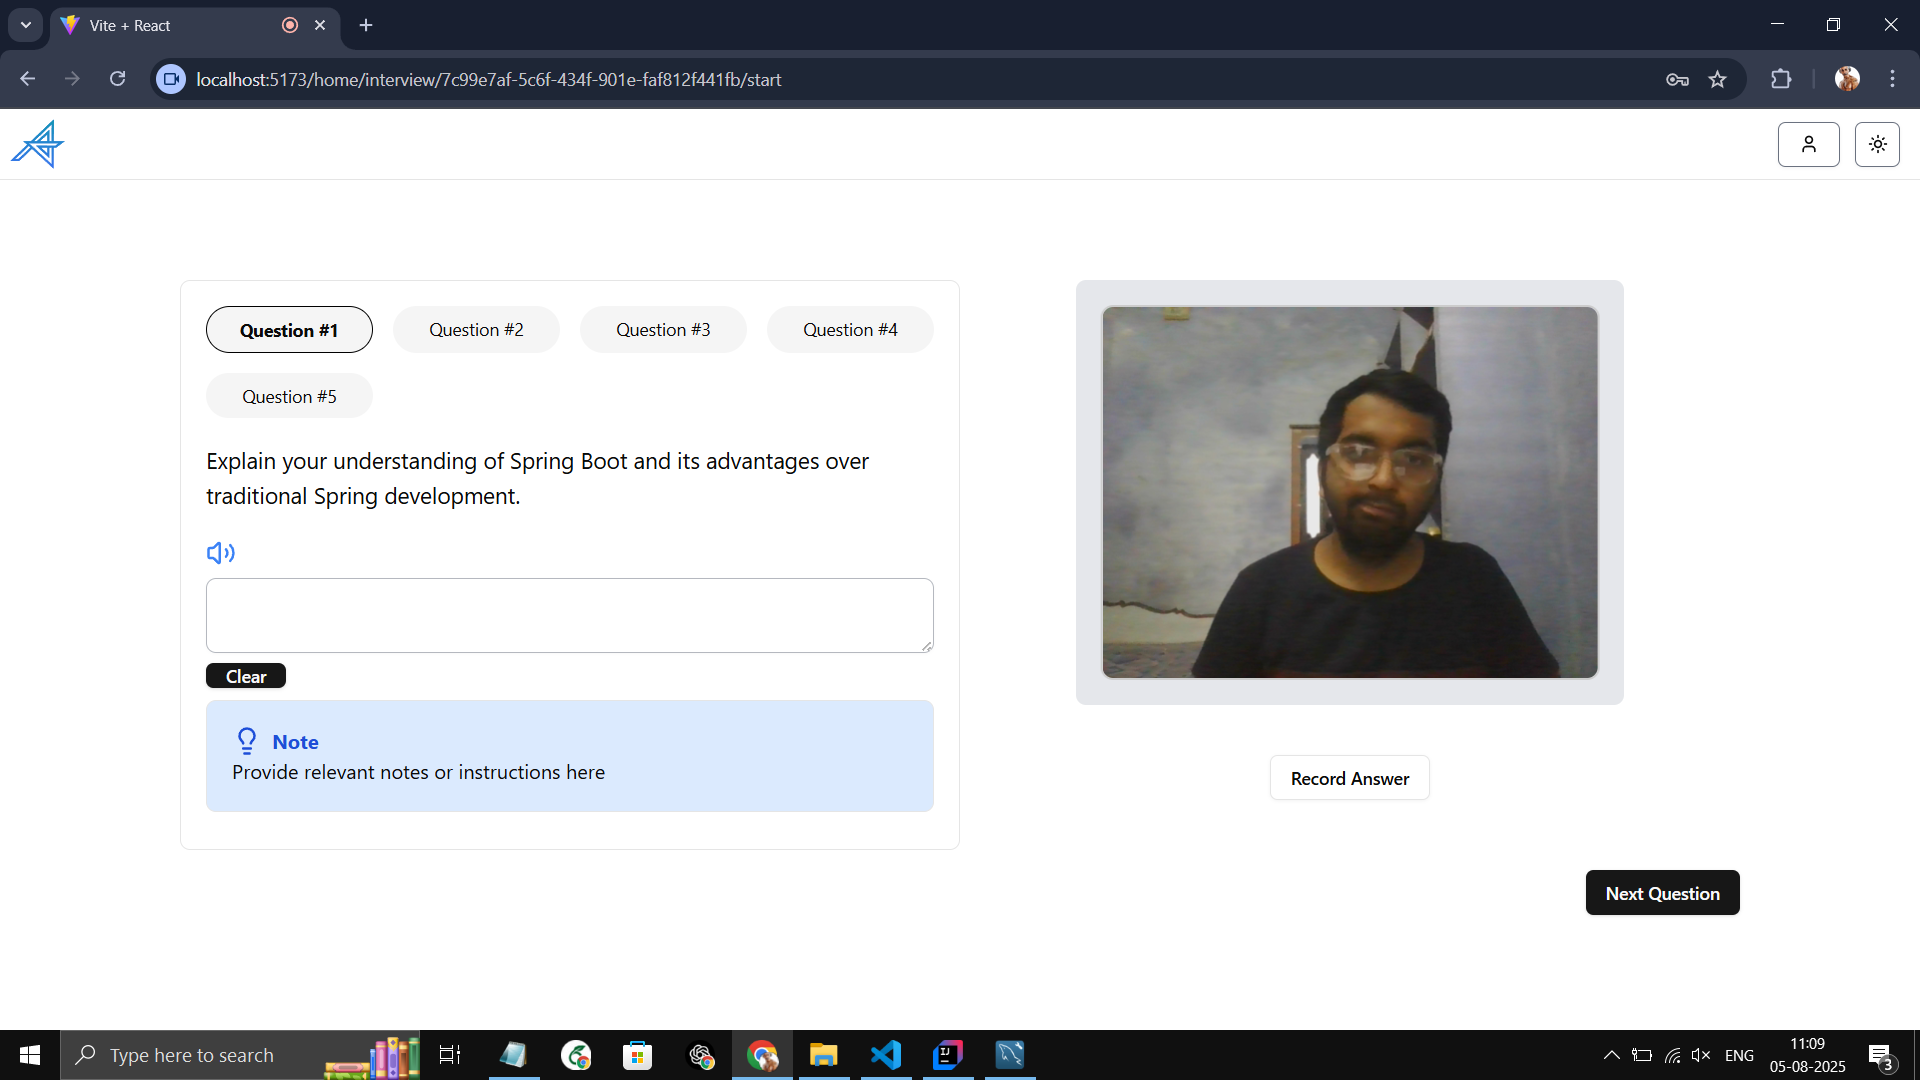 Vite + React
localhost:5173/home/interview/7c99e7af-5c6f-434f-901e-faf812f441fb/start
Question #1
Question #2
Question #3
Question #4
Question #5
Explain your understanding of Spring Boot and its advantages over
traditional Spring development.
Clear
Note
Provide relevant notes or instructions here
Record Answer
Next Question
Type here to search
IJ
ENG
11:09
05-08-2025
3